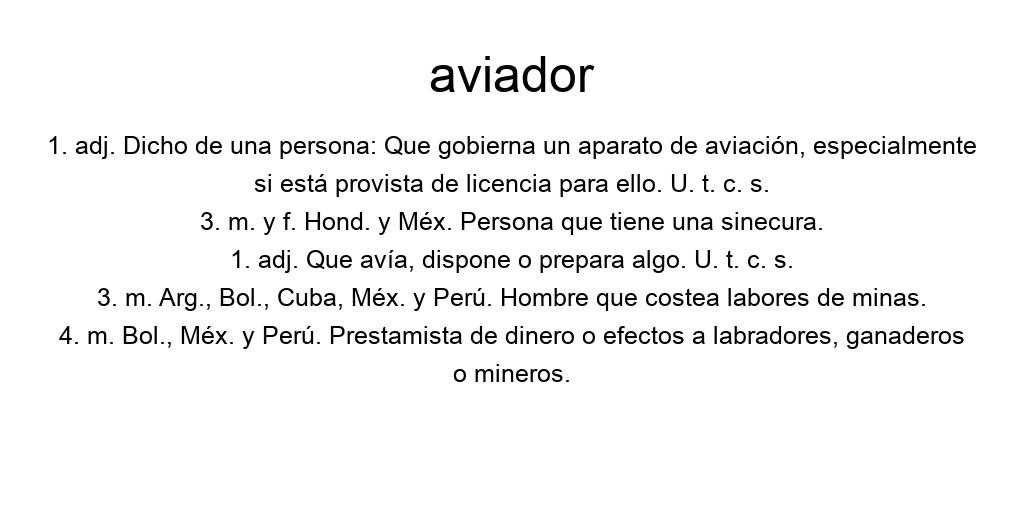 aviador
1. adj. Dicho de una persona: Que gobierna un aparato de aviación, especialmente
si está provista de licencia para ello. U. t. c. s.
3. m. y f. Hond. y Méx. Persona que tiene una sinecura.
1. adj. Que avía, dispone o prepara algo. U. t. c. s.
3. m. Arg., Bol., Cuba, Méx. y Perú. Hombre que costea labores de minas.
4. m. Bol., Méx. y Perú. Prestamista de dinero o efectos a labradores, ganaderos
o mineros.